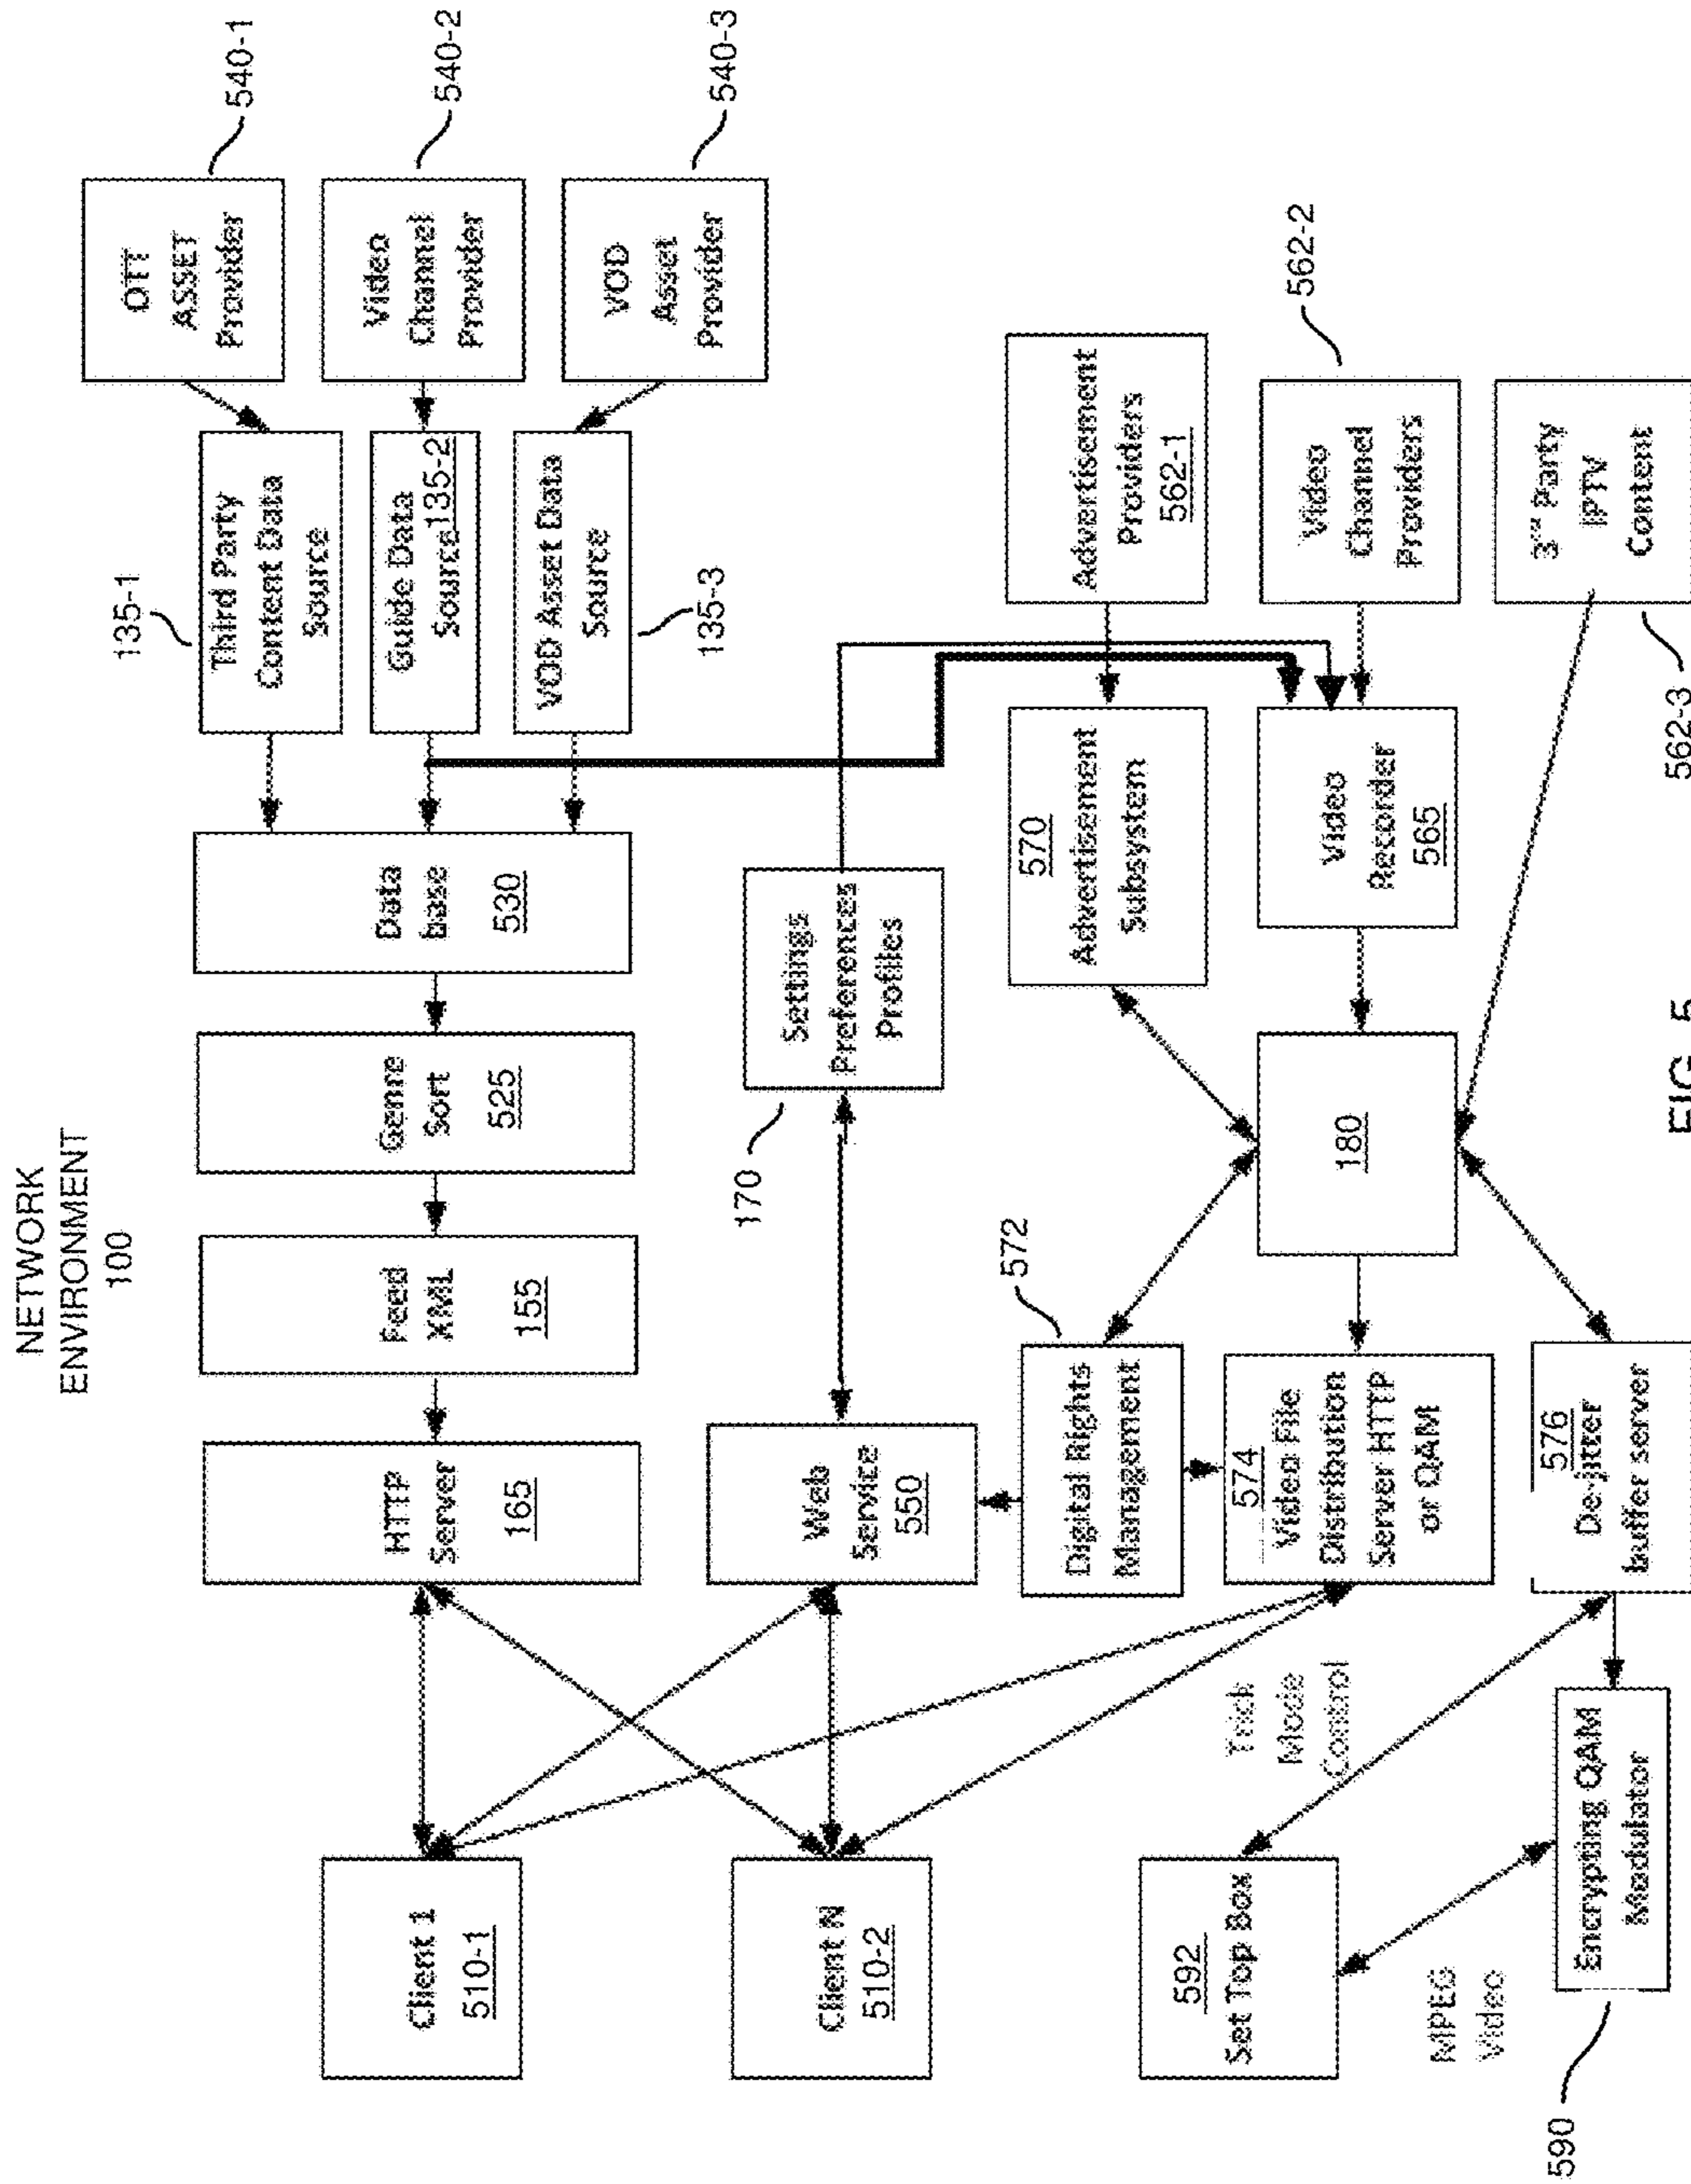 NETWORK
ENVIRONMENT
100
Client 1
510-1
Client N
510-2
592
Set Top Box
MPEG
Video
590
Encrypting QAM
Modulator
Trick
Mode
Control
HTTP
Server
165
Web
Service
550
572
Digital Rights
Management
574
Video File
Distribution
Server HTTP
or QAM
576
De-jitter
buffer server
Feed
XML
155
Genre
Sort
525
Data
base
530
170
Settings
Preferences
Profiles
180
570
Advertisement
Subsystem
Video
Recorder
565
135-1
Third Party
Content Data
Source
Guide Data
Source 135-2
VOD Asset Data
Source
135-3
OTT
ASSET
Provider
540-1
Video
Channel
Provider
540-2
VOD
Asset
Provider
540-3
Advertisement
Providers
562-1
Video
Channel
Providers
562-2
3rd Party
IPTV
Content
562-3
FIG. 5